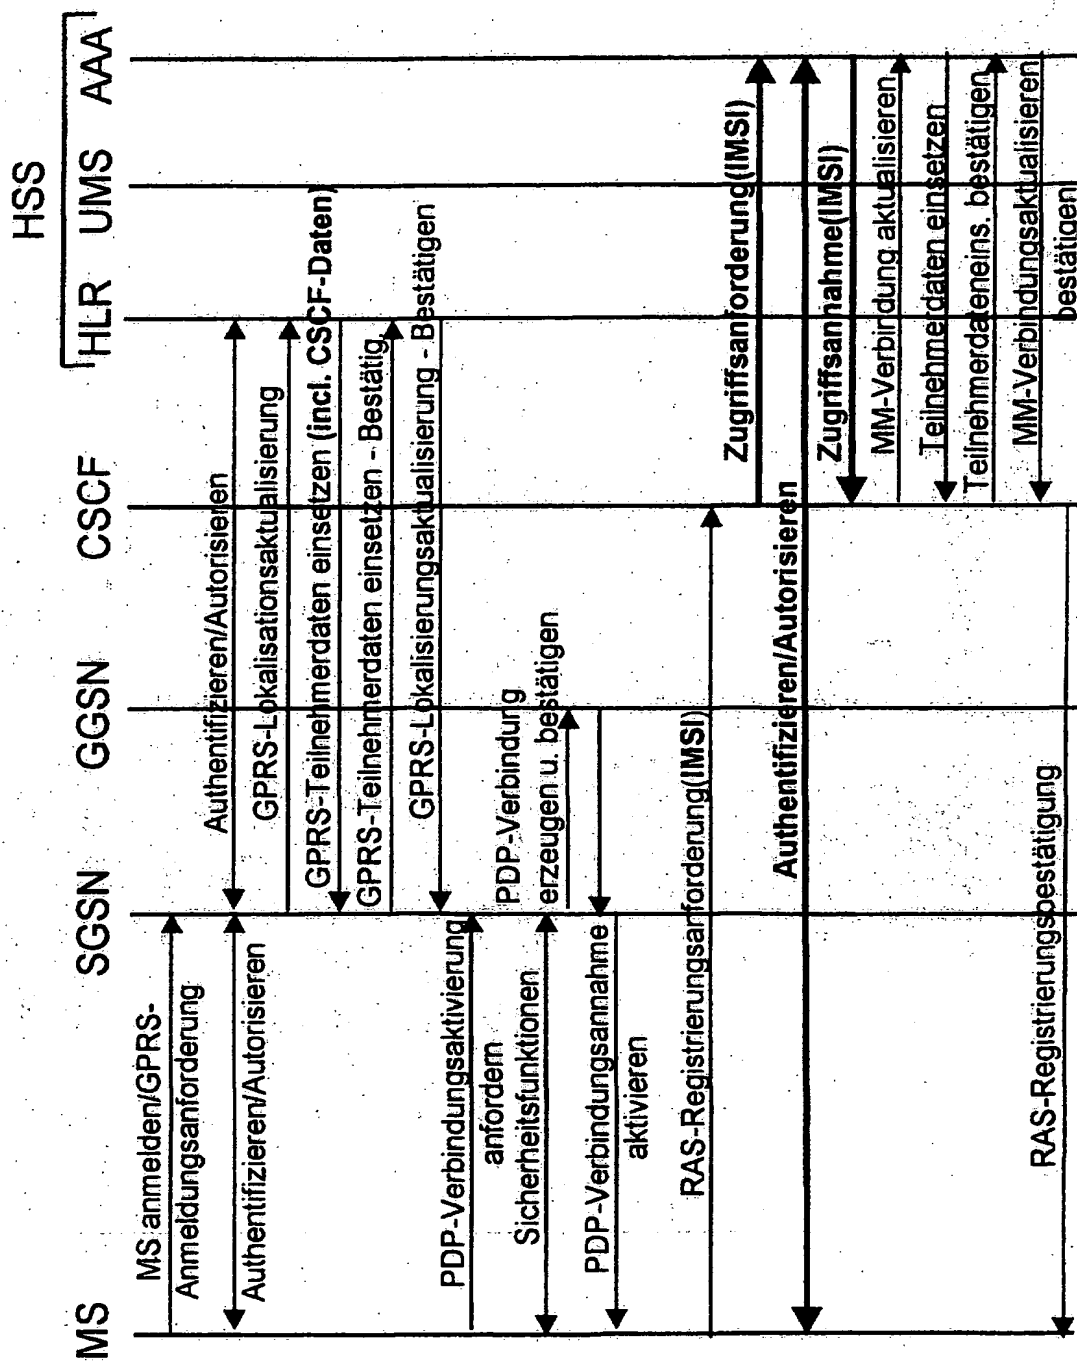 HSS
MS
SGSN
GGSN
CSCF
HLR
UMS
AAA
MS anmelden/GPRS-
Anmeldungsanforderung
Authentifizieren/Autorisieren
Authentifizieren/Autorisieren
GPRS-Lokalisationsaktualisierung
GPRS-Teilnehmerdaten einsetzen (incl. CSCF-Daten)
GPRS-Teilnehmerdaten einsetzen - Bestätig.
GPRS-Lokalisierungsaktualisierung - Bestätigen
PDP-Verbindungsaktivierung
anfordern
Sicherheitsfunktionen
PDP-Verbindung
erzeugen u. bestätigen
PDP-Verbindungsannahme
aktivieren
RAS-Registrierungsanforderung(IMSI)
Zugriffsanforderung(IMSI)
Authentifizieren/Autorisieren
Zugriffsannahme(IMSI)
MM-Verbindung aktualisieren
Teilnehmerdaten einsetzen
Teilnehmerdateneins. bestätigen
MM-Verbindungsaktualisieren
bestätigen
RAS-Registrierungsbestätigung